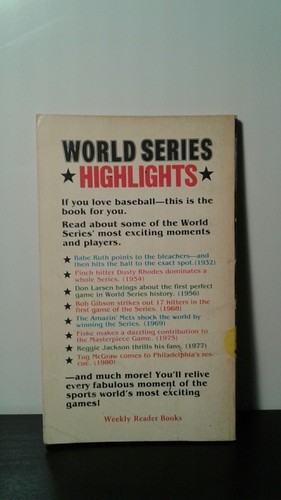 WORLD SERIES
★ HIGHLIGHTS ★
If you love baseball—this is the
book for you.
Read about some of the World
Series' most exciting moments
and players.
★ Babe Ruth points to the bleachers—and
then hits the ball to the exact spot. (1932)
★ Pinch hitter Dusty Rhodes dominates a
whole Series. (1954)
★ Don Larsen brings about the first perfect
game in World Series history. (1956)
★ Bob Gibson strikes out 17 hitters in the
first game of the Series. (1968)
★ The Amazin' Mets shock the world by
winning the Series. (1969)
★ Fiske makes a dazzling contribution to
the Masterpiece Game. (1975)
★ Reggie Jackson thrills his fans. (1977)
★ Tug McGraw comes to Philadelphia's res-
cue. (1980)
—and much more! You'll relive
every fabulous moment of the
sports world's most exciting
games!
Weekly Reader Books